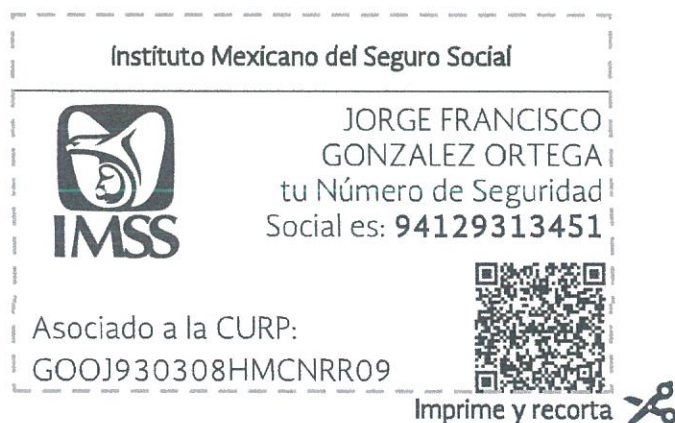 Instituto Mexicano del Seguro Social
JORGE FRANCISCO
GONZALEZ ORTEGA
tu Número de Seguridad
Social es: 94129313451
IMSS
Asociado a la CURP:
GOOJ930308HMCNRR09
Imprime y recorta